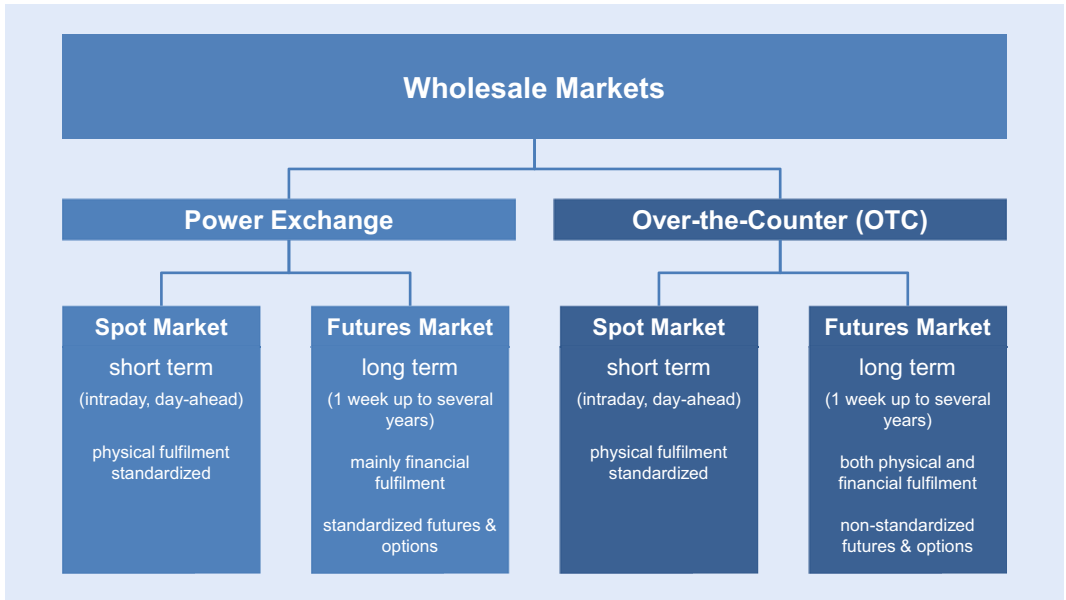 Wholesale Markets
Power Exchange
Over-the-Counter (OTC)
Spot Market
short term
(intraday, day-ahead)
physical fulfilment
standardized
Futures Market
long term
(1 week up to several
years)
mainly financial
fulfilment
standardized futures &
options
Spot Market
short term
(intraday, day-ahead)
physical fulfilment
standardized
Futures Market
long term
(1 week up to several
years)
both physical and
financial fulfilment
non-standardized
futures & options